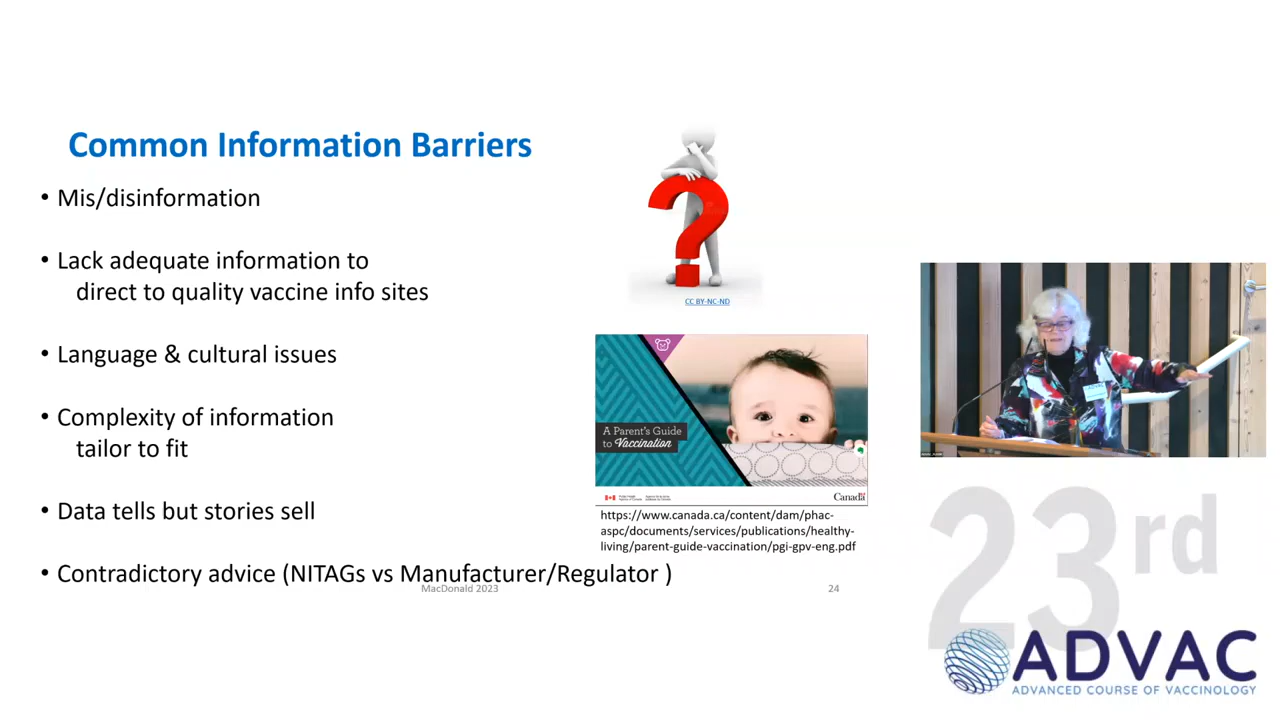 Common Information Barriers
• Mis/disinformation
• Lack adequate information to
direct to quality vaccine info sites
• Language & cultural issues
• Complexity of information
tailor to fit
• Data tells but stories sell
• Contradictory advice (NITAGs vs Manufacturer/Regulator )
CC BY-NC-ND
A Parent's Guide
to Vaccination
Canada
https://www.canada.ca/content/dam/phac-
aspc/documents/services/publications/healthy-
living/parent-guide-vaccination/pgi-gpv-eng.pdf
MacDonald 2023
24
ADVAC
23rd
ADVAC
ADVANCED COURSE OF VACCINOLOGY